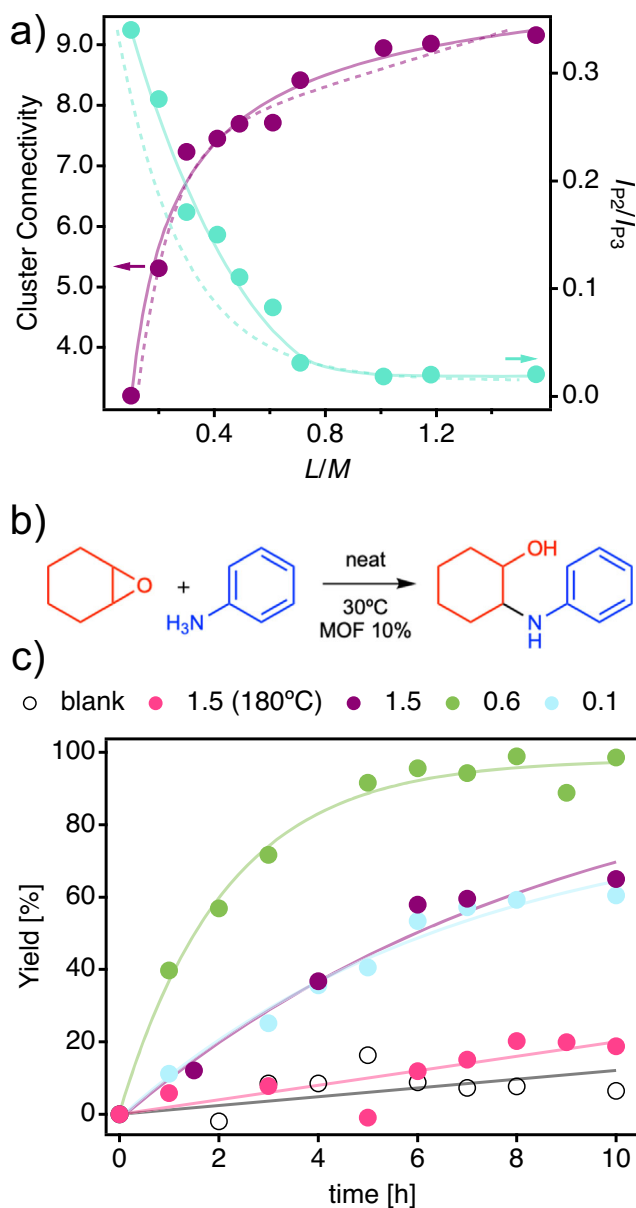 a)
9.0
8.0
7.0
6.0
5.0
4.0
Cluster Connectivity
0.3
0.2
0.1
0.0
I_P2/I_P3
0.4 0.8 1.2
L/M
b)
O
+
H₃N
neat
30ºC
MOF 10%
OH
N
H
c)
blank 1.5 (180ºC) 1.5 0.6 0.1
100
80
60
40
20
0
Yield [%]
0 2 4 6 8 10
time [h]